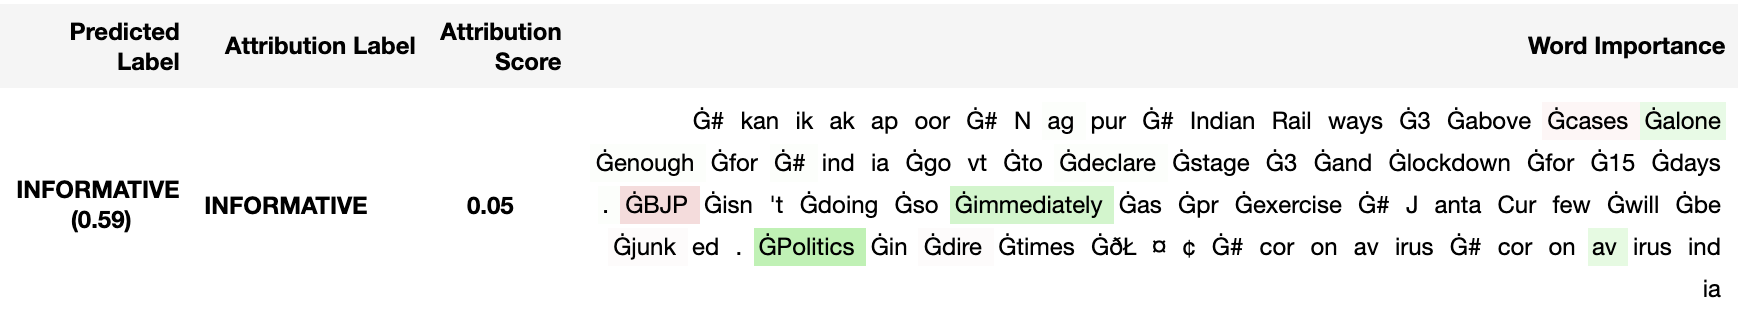 Predicted Label
Attribution Label
Attribution Score
Word Importance
INFORMATIVE (0.59)
INFORMATIVE
0.05
Ġ# kan ik ak ap oor Ġ# N ag pur Ġ# Indian Rail ways Ġ3 Ġabove Ġcases Ġalone
Ġenough Ġfor Ġ# ind ia Ġgo vt Ġto Ġdeclare Ġstage Ġ3 Ġand Ġlockdown Ġfor Ġ15 Ġdays
. ĠBJP Ġisn 't Ġdoing Ġso Ġimmediately Ġas Ġpr Ġexercise Ġ# J anta Cur few Ġwill Ġbe
Ġjunk ed . ĠPolitics Ġin Ġdire Ġtimes ĠðŁ ¤ ¢ Ġ# cor on av irus Ġ# cor on av irus ind
ia